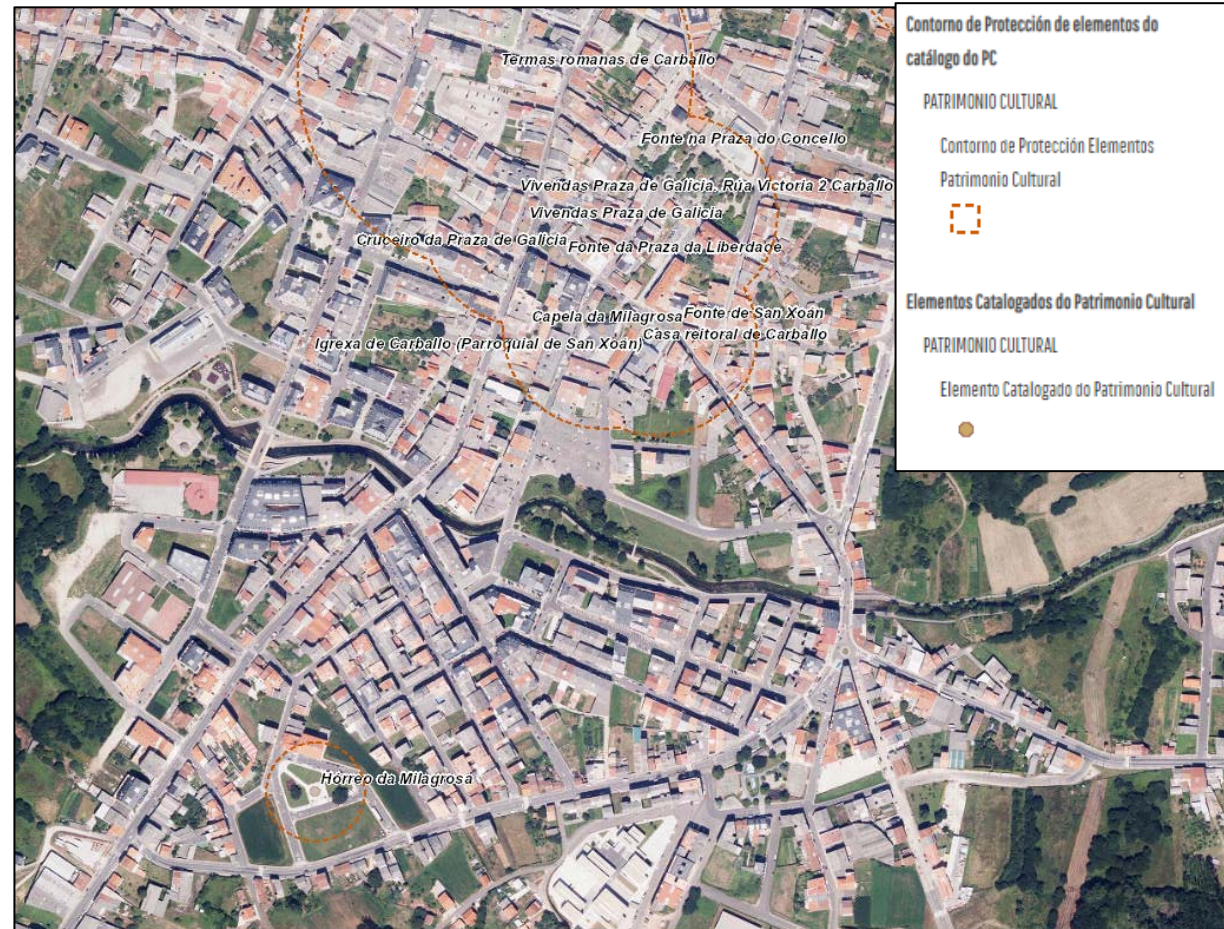 Termas romanas de Carballo
Fonte na Praza do Concello
Vivendas Praza de Galicia. Rúa Victoria 2 Carballo
Vivendas Praza de Galicia
Cruceiro da Praza de Galicia
Fonte da Praza da Liberdade
Capela da Milagrosa
Fonte de San Xoán
Igrexa de Carballo (Parroquial de San Xoán)
Casa reitoral de Carballo
Hórreo da Milagrosa
Contorno de Protección de elementos do
catálogo do PC
PATRIMONIO CULTURAL
Contorno de Protección Elementos
Patrimonio Cultural
Elementos Catalogados do Patrimonio Cultural
PATRIMONIO CULTURAL
Elemento Catalogado do Patrimonio Cultural